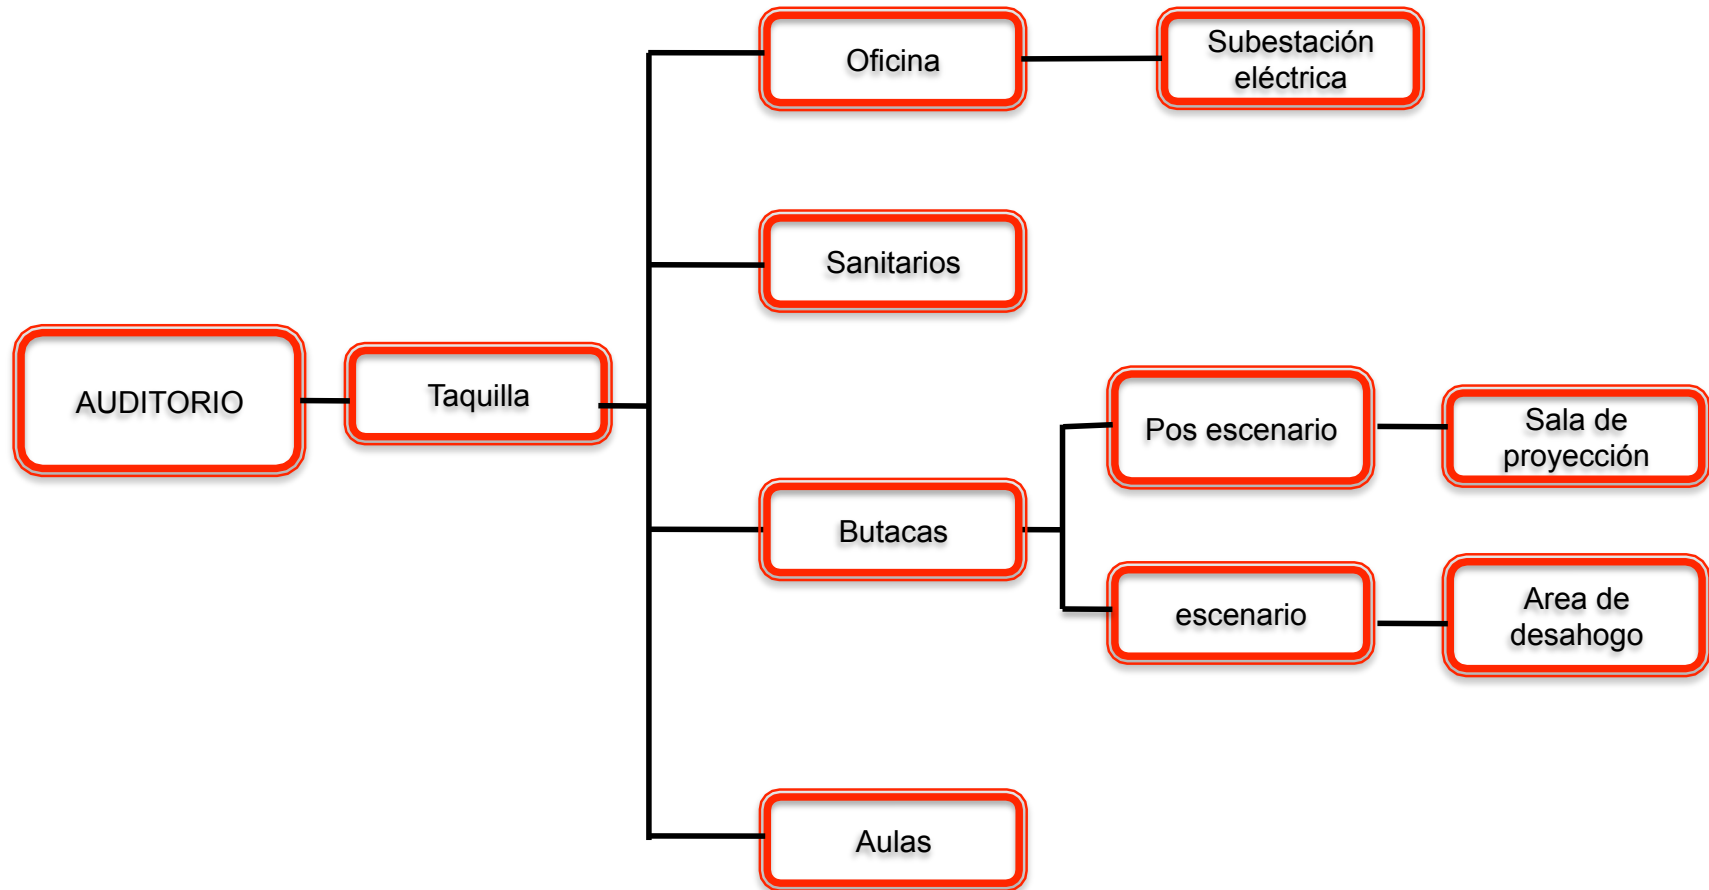 Oficina
Subestación
eléctrica
Sanitarios
AUDITORIO
Taquilla
Pos escenario
Sala de
proyección
Butacas
escenario
Area de
desahogo
Aulas